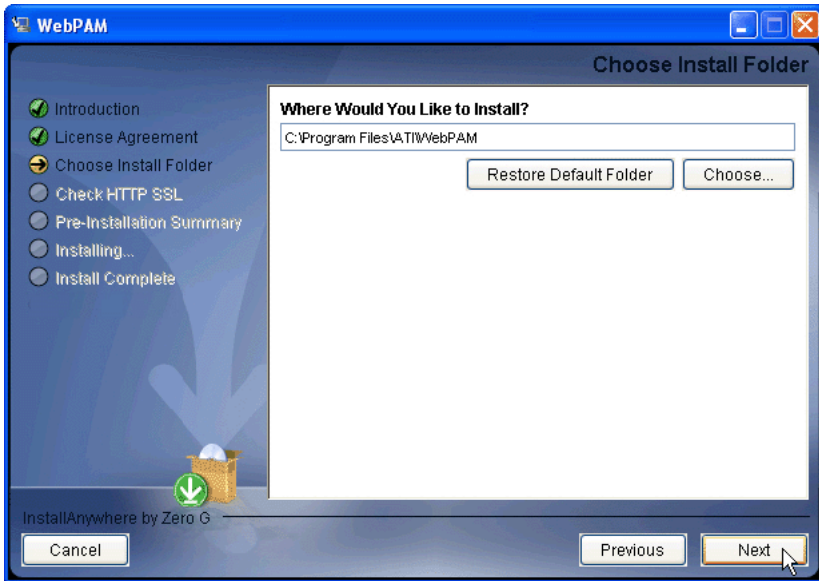 WebPAM
Choose Install Folder
Introduction
License Agreement
Choose Install Folder
Check HTTP SSL
Pre-Installation Summary
Installing...
Install Complete
Where Would You Like to Install?
C:\Program Files\ATI\WebPAM
Restore Default Folder
Choose...
InstallAnywhere by Zero G
Cancel
Previous
Next